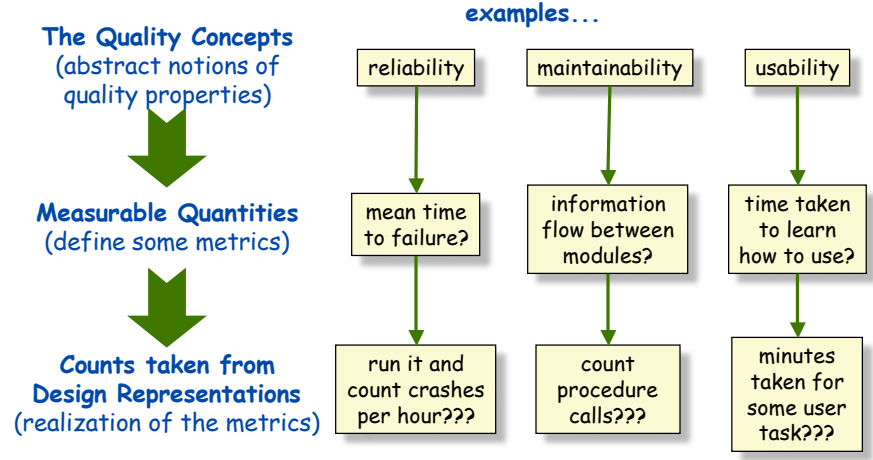 examples...
The Quality Concepts
(abstract notions of
quality properties)
reliability
maintainability
usability
Measurable Quantities
(define some metrics)
mean time
to failure?
information
flow between
modules?
time taken
to learn
how to use?
Counts taken from
Design Representations
(realization of the metrics)
run it and
count crashes
per hour???
count
procedure
calls???
minutes
taken for
some user
task???